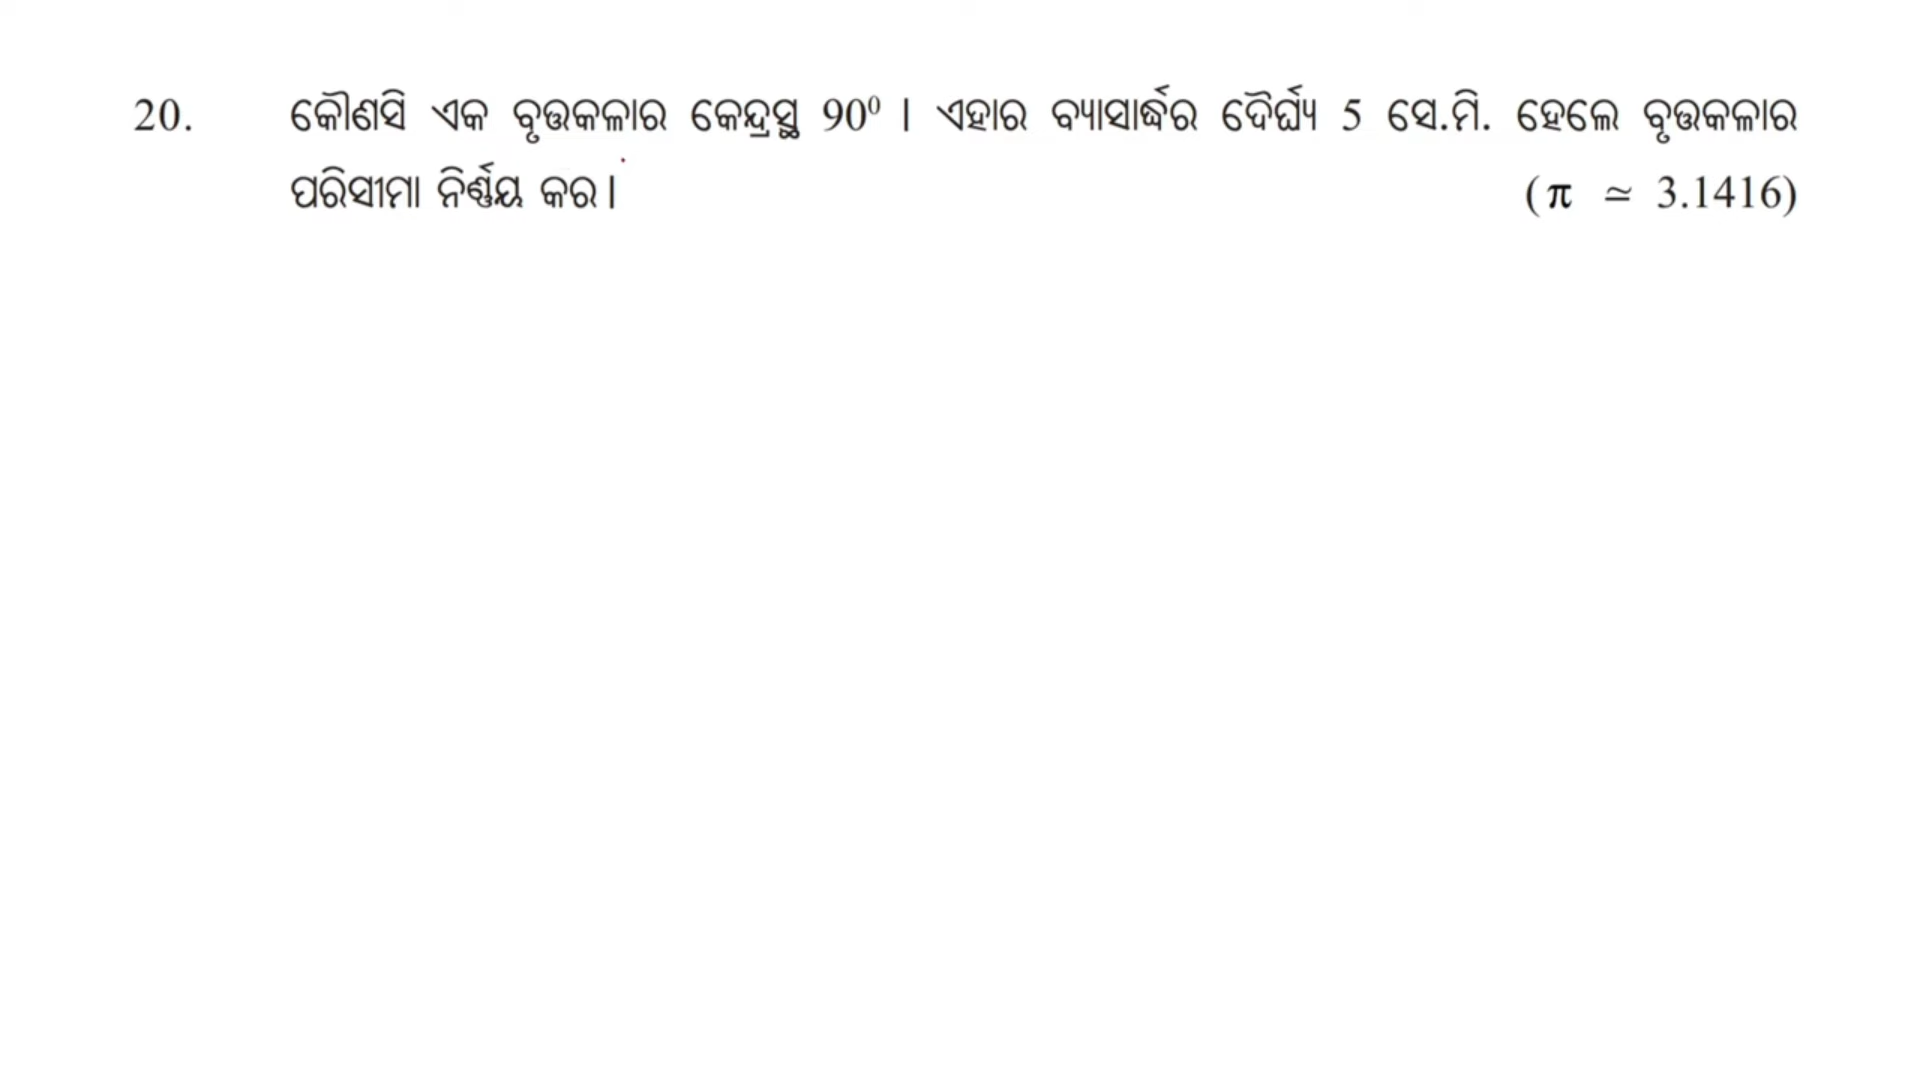 20. କୌଣସି ଏକ ବୃତ୍ତକଳାର କେନ୍ଦ୍ରସ୍ଥ 90⁰ । ଏହାର ବ୍ୟାସାର୍ଦ୍ଧର ଦୈର୍ଘ୍ୟ 5 ସେ.ମି. ହେଲେ ବୃତ୍ତକଳାର
ପରିସୀମା ନିର୍ଣ୍ଣୟ କର। (π ≃ 3.1416)